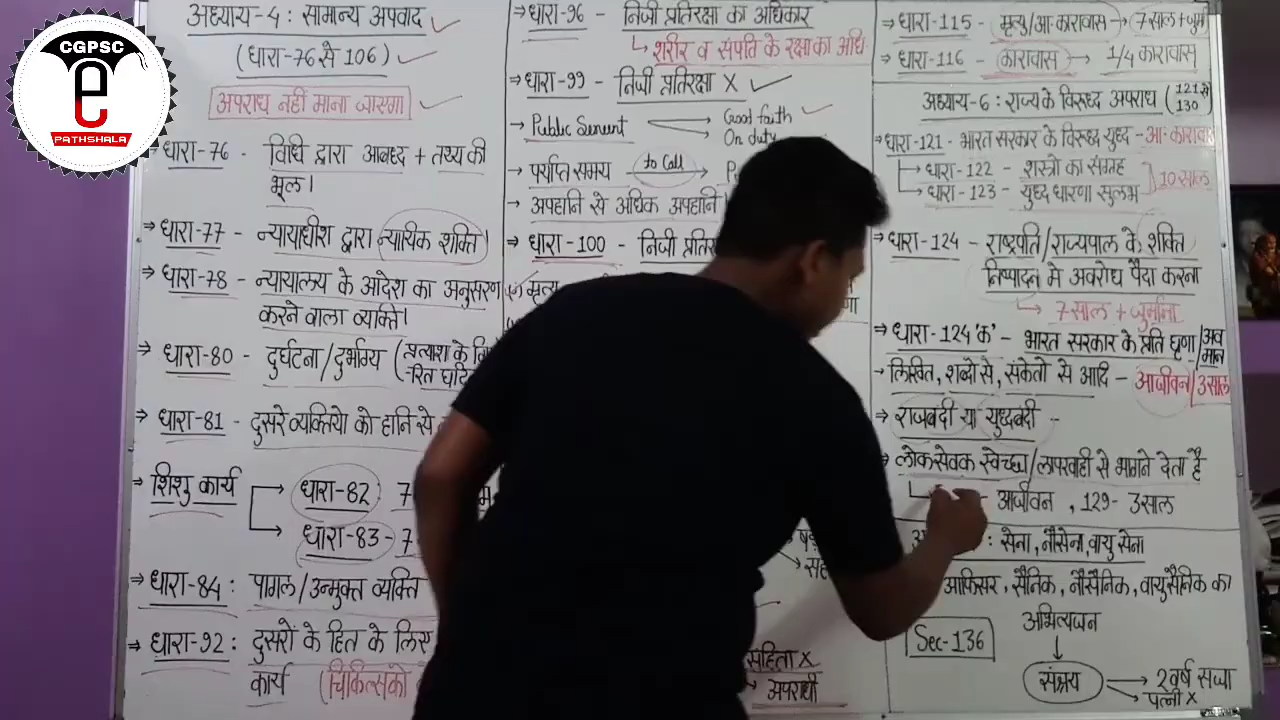 CGPSC
e
PATHSHALA
अध्याय-4 : सामान्य अपवाद
(धारा-76 से 106)
अपराध नहीं माना जाएगा
→ धारा-76 - विधि द्वारा आबध्द + तथ्य की
भूल।
→ धारा-77 - न्यायाधीश द्वारा न्यायिक शक्ति
→ धारा-78 - न्यायालय के आदेश का अनुसरण
करने वाला व्यक्ति।
→ धारा-80 - दुर्घटना/दुर्भाग्य
→ धारा-81 - दुसरे व्यक्तियो को हानि से
→ शिशु कार्य
धारा-82 7
धारा-83 - 7
→ धारा-84 : पागल/उन्मुक्त व्यक्ति
→ धारा-92 : दुसरों के हित के लिए
कार्य (चिकित्सको
→ धारा-96 - निजी प्रतिरक्षा का अधिकार
शरीर व संपति के रक्षा का अधि
→ धारा-99 - निजी प्रतिरक्षा X
→ Public Servent Good faith
On duty
→ पर्याप्त समय to Call
→ अपहानि से अधिक अपहानि
→ धारा-100 - निजी
संहिता X
→ अपराधी
→ धारा-115 - मृत्यु/आ-कारावास → 7 साल + जुर्म
→ धारा-116 - कारावास → 1/4 कारावास
अध्याय-6 : राज्य के विरुध्द अपराध (121 से 130)
→ धारा-121 - भारत सरकार के विरुध्द युध्द - आ-कारावा
→ धारा-122 - शस्त्रो का संग्रह
→ धारा-123 - युध्द धारणा सुलभ
10 साल
→ धारा-124 - राष्ट्रपति/राज्यपाल के शक्ति
निष्पादन मे अवरोध पैदा करना
7 साल + जुर्माना
→ धारा-124 'क' - भारत सरकार के प्रति घृणा/अवमान
→ लिखित, शब्दो से, संकेतो से आदि - आजीवन/3 साल
→ राजबंदी या युध्दबंदी -
→ लोकसेवक स्वेच्छा/लापरवाही से भागने देता है
आजीवन , 129- 3 साल
: सेना, नौसेना, वायु सेना
आफिसर, सैनिक, नौसैनिक, वायुसैनिक का
अभित्यजन
Sec-136
संश्रय → 2 वर्ष सजा
→ पत्नी X